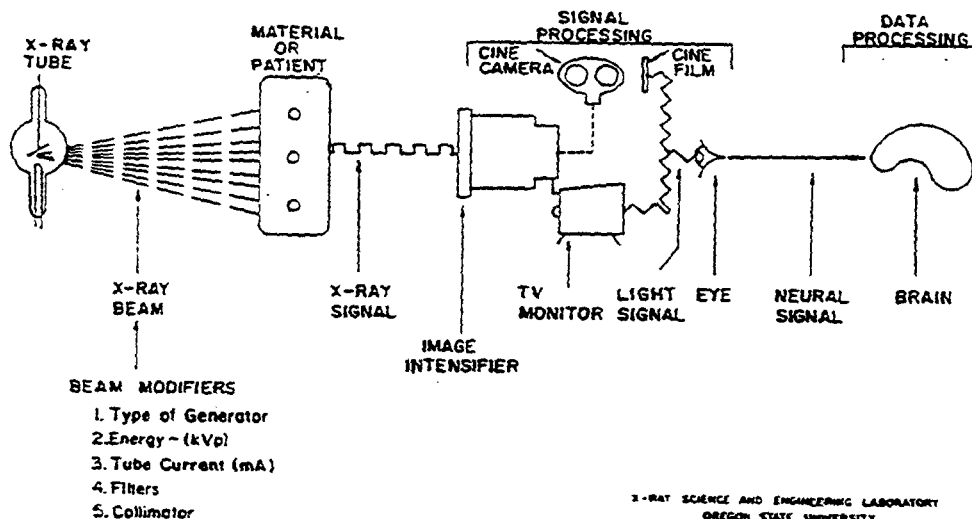 X-RAY
TUBE
MATERIAL
OR
PATIENT
SIGNAL
PROCESSING
CINE
CAMERA
CINE
FILM
DATA
PROCESSING
X-RAY
BEAM
X-RAY
SIGNAL
IMAGE
INTENSIFIER
TV
MONITOR
LIGHT
SIGNAL
EYE
NEURAL
SIGNAL
BRAIN
BEAM MODIFIERS
1. Type of Generator
2. Energy ~ (kVp)
3. Tube Current (mA)
4. Filters
5. Collimator
X-RAY SCIENCE AND ENGINEERING LABORATORY
OREGON STATE UNIVERSITY